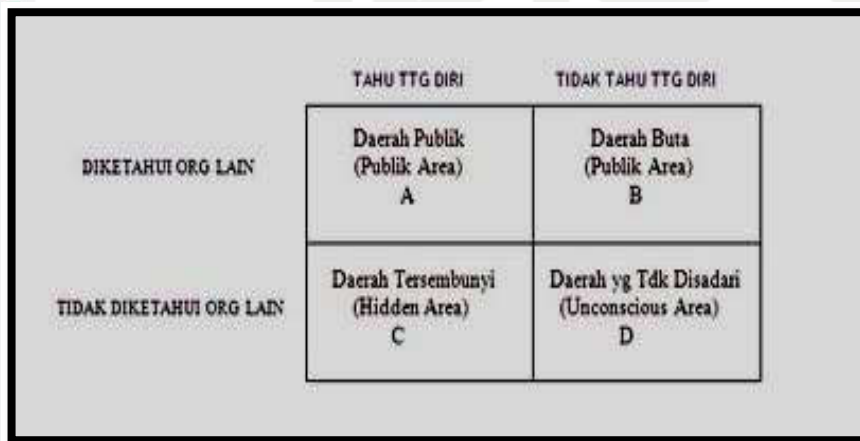 TAHU TTG DIRI TIDAK TAHU TTG DIRI
DIKETAHUI ORG LAIN
Daerah Publik
(Publik Area)
A
Daerah Buta
(Publik Area)
B
TIDAK DIKETAHUI ORG LAIN
Daerah Tersembunyi
(Hidden Area)
C
Daerah yg Tdk Disadari
(Unconscious Area)
D